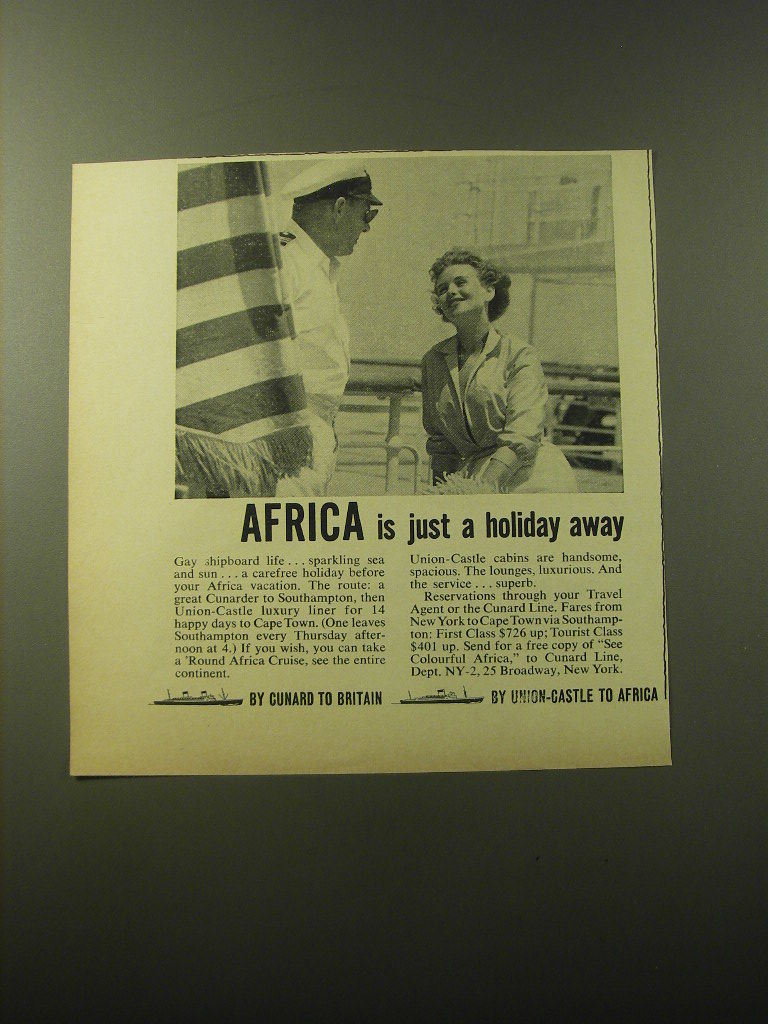 AFRICA is just a holiday away
Gay shipboard life . . . sparkling sea
and sun . . . a carefree holiday before
your Africa vacation. The route: a
great Cunarder to Southampton, then
Union-Castle luxury liner for 14
happy days to Cape Town. (One leaves
Southampton every Thursday after-
noon at 4.) If you wish, you can take
a 'Round Africa Cruise, see the entire
continent.
Union-Castle cabins are handsome,
spacious. The lounges, luxurious. And
the service . . . superb.
Reservations through your Travel
Agent or the Cunard Line. Fares from
New York to Cape Town via Southamp-
ton: First Class $726 up; Tourist Class
$401 up. Send for a free copy of "See
Colourful Africa," to Cunard Line,
Dept. NY-2, 25 Broadway, New York.
BY CUNARD TO BRITAIN
BY UNION-CASTLE TO AFRICA